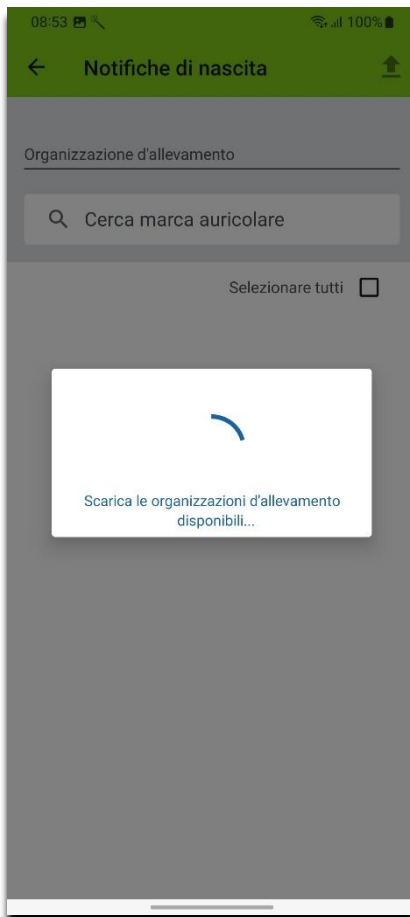 08:53 100%
Notifiche di nascita
Organizzazione d'allevamento
Cerca marca auricolare
Selezionare tutti
Scarica le organizzazioni d'allevamento
disponibili...